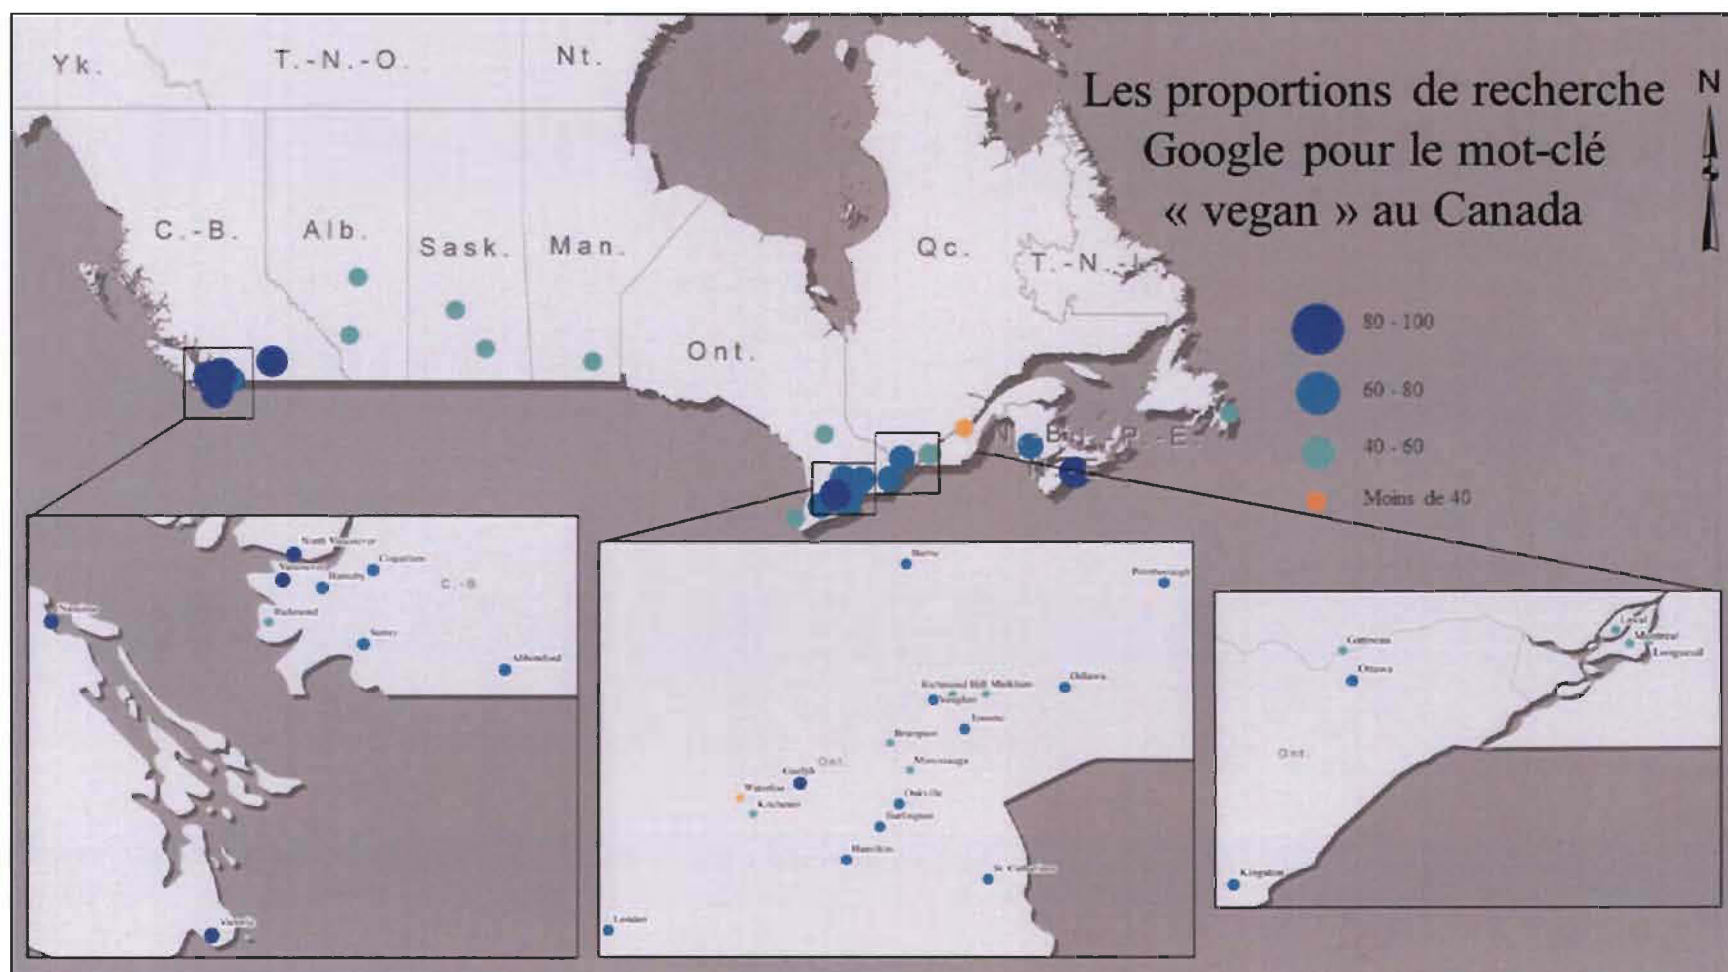 Yk.
T.-N.-O.
Nt.
Les proportions de recherche
Google pour le mot-clé
« vegan » au Canada
N
C.-B.
Alb.
Sask.
Man.
Ont.
Qc.
80 - 100
60 - 80
40 - 60
Moins de 40
North Vancouver
Vancouver
Coquitlam
Burnaby
C.-B.
Richmond
Nanaimo
Surrey
Abbotsford
Victoria
Barrie
Peterborough
Richmond Hill Markham
Oshawa
Vaughan
Toronto
Brampton
Ont.
Mississauga
Guelph
Waterloo
Kitchener
Oakville
Burlington
Hamilton
St. Catharines
London
Laval
Gatineau
Montréal
Longueuil
Ottawa
Ont.
Kingston